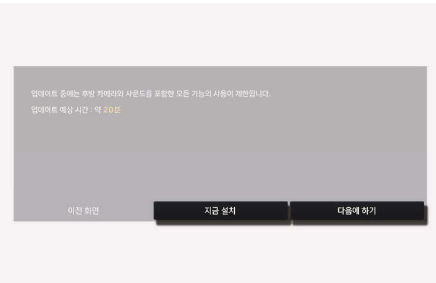 업데이트 중에는 후방 카메라와 사운드를 포함한 모든 기능의 사용이 제한됩니다.
업데이트 예상 시간 : 약 20분
이전 화면
지금 설치
다음에 하기